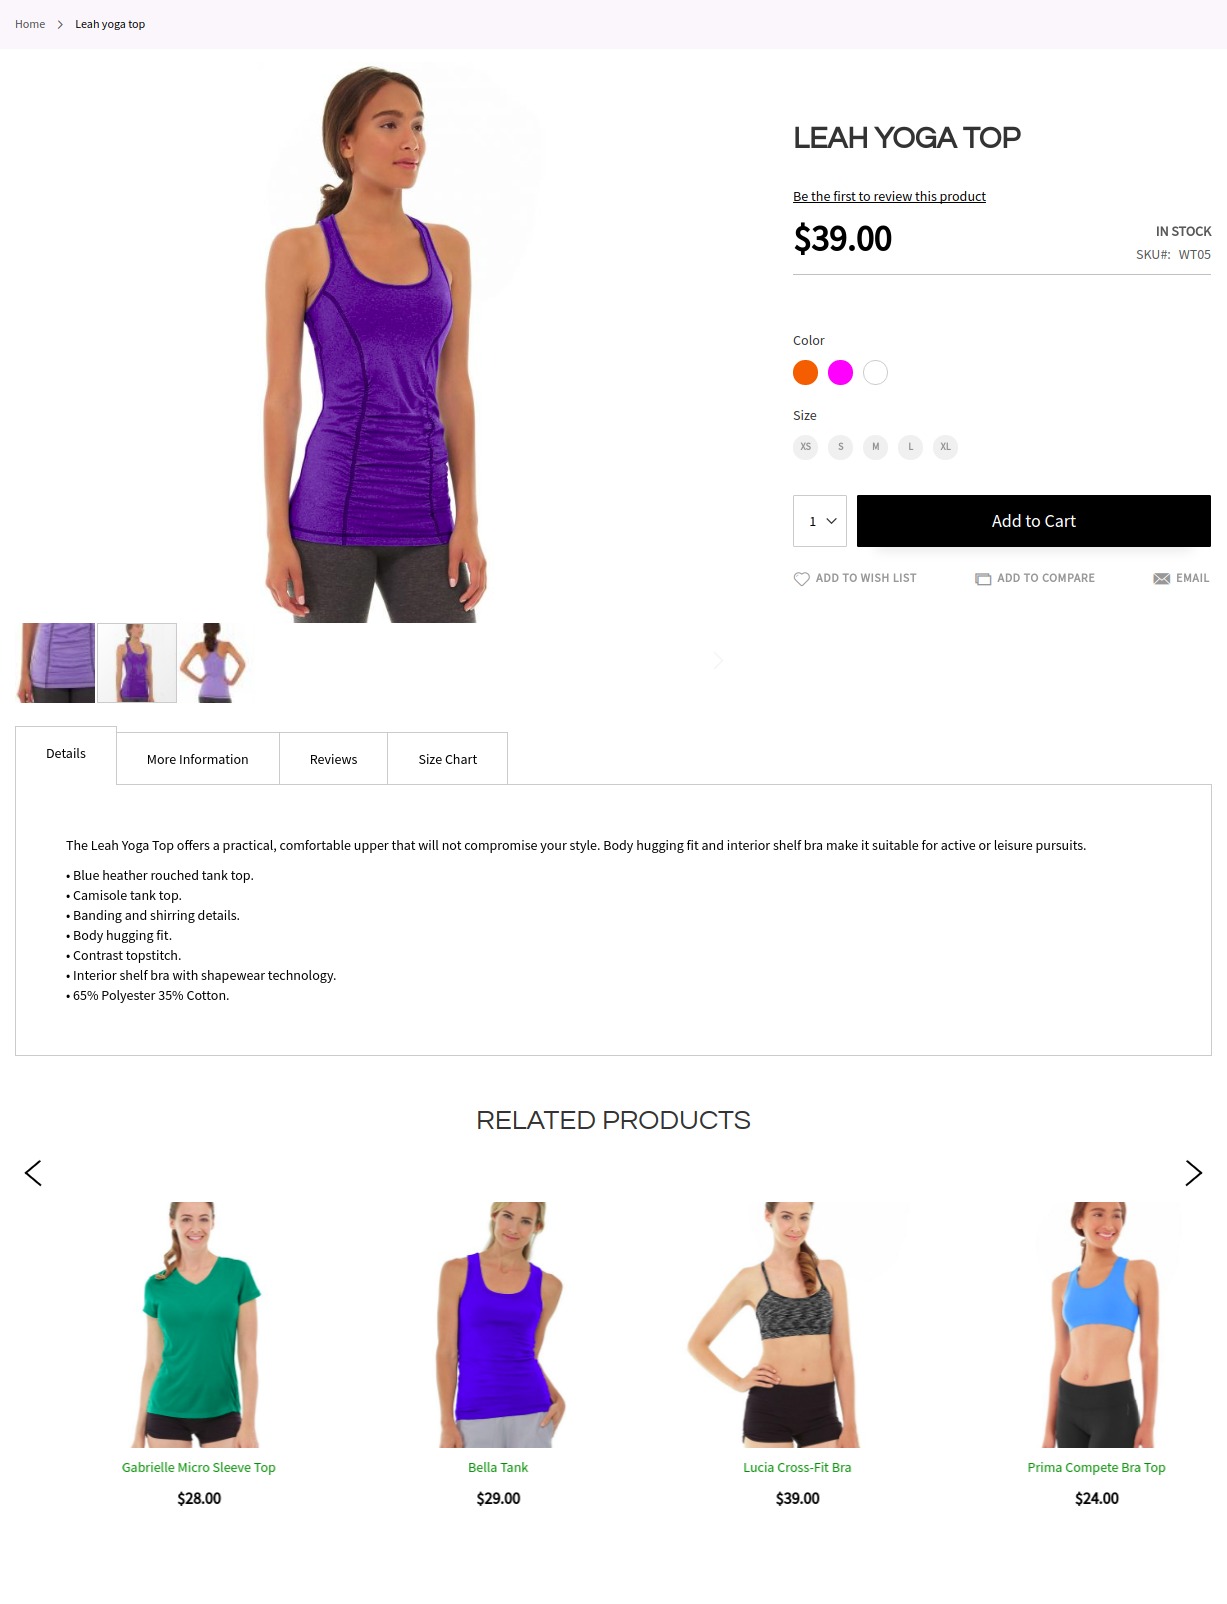 Home > Leah yoga top
LEAH YOGA TOP
Be the first to review this product
$39.00
IN STOCK
SKU#: WT05
Color
Size
XS S M L XL
1
Add to Cart
ADD TO WISH LIST
ADD TO COMPARE
EMAIL
Details
More Information
Reviews
Size Chart
The Leah Yoga Top offers a practical, comfortable upper that will not compromise your style. Body hugging fit and interior shelf bra make it suitable for active or leisure pursuits.
• Blue heather rouched tank top.
• Camisole tank top.
• Banding and shirring details.
• Body hugging fit.
• Contrast topstitch.
• Interior shelf bra with shapewear technology.
• 65% Polyester 35% Cotton.
RELATED PRODUCTS
Gabrielle Micro Sleeve Top
$28.00
Bella Tank
$29.00
Lucia Cross-Fit Bra
$39.00
Prima Compete Bra Top
$24.00